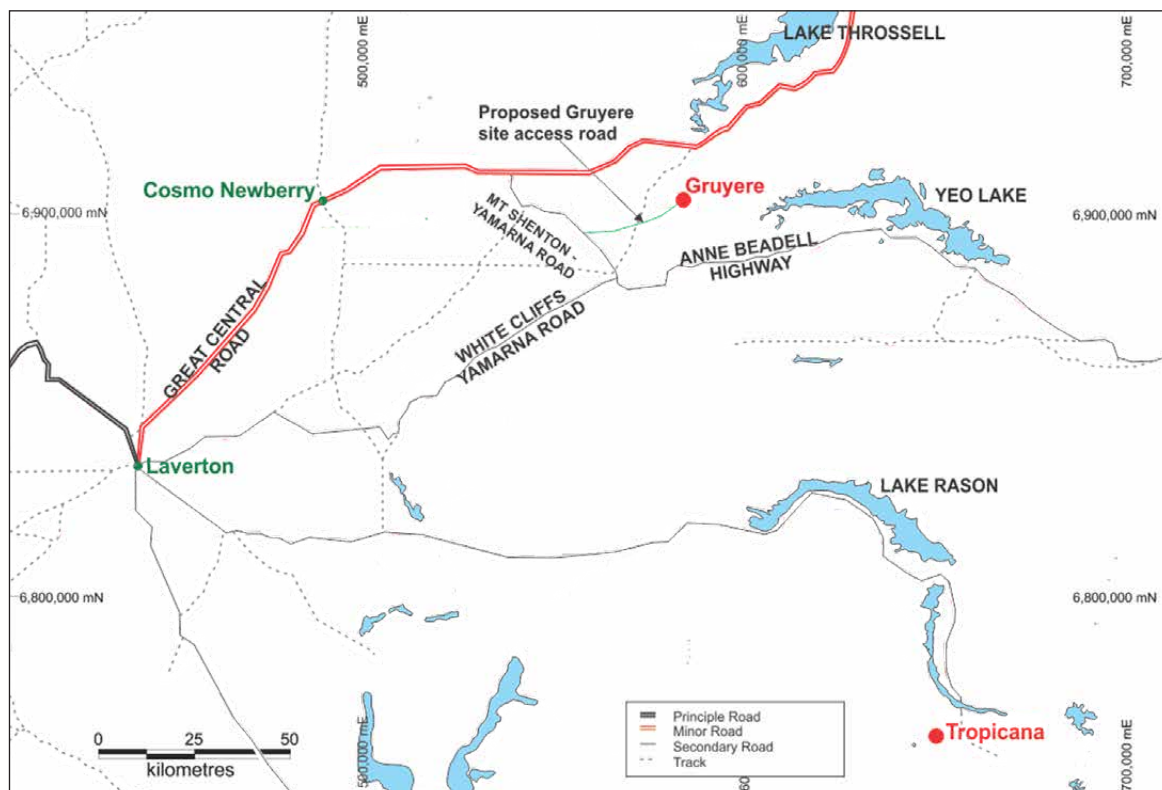 500,000 mE
600,000 mE
700,000 mE
LAKE THROSSELL
Proposed Gruyere
site access road
Cosmo Newberry
Gruyere
6,900,000 mN
6,900,000 mN
YEO LAKE
MT SHENTON -
YAMARNA ROAD
ANNE BEADELL
HIGHWAY
GREAT CENTRAL
ROAD
WHITE CLIFFS
YAMARNA ROAD
Laverton
LAKE RASON
6,800,000 mN
6,800,000 mN
0 25 50
kilometres
Principle Road
Minor Road
Secondary Road
Track
Tropicana
500,000 mE
700,000 mE